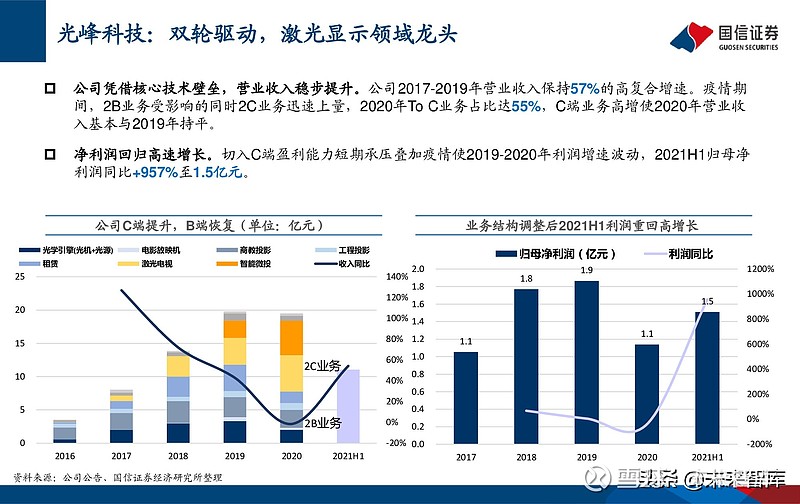 光峰科技：双轮驱动，激光显示领域龙头
国信证券
GUOSEN SECURITIES
公司凭借核心技术壁垒，营业收入稳步提升。公司2017-2019年营业收入保持57%的高复合增速。疫情期
间，2B业务受影响的同时2C业务迅速上量，2020年To C业务占比达55%，C端业务高增使2020年营业收
入基本与2019年持平。
净利润回归高速增长。切入C端盈利能力短期承压叠加疫情使2019-2020年利润增速波动，2021H1归母净
利润同比+957%至1.5亿元。
公司C端提升，B端恢复（单位：亿元）
光学引擎(光机+光源) 电影放映机 商教投影 工程投影
租赁 激光电视 智能微投 收入同比
25 140%
120%
20 100%
80%
15 60%
10 40%
20%
5 0%
0 -20%
2C业务
2B业务
2016 2017 2018 2019 2020 2021H1
业务结构调整后2021H1利润重回高增长
归母净利润（亿元） 利润同比
2.0 1200%
1.8 1000%
1.6 800%
1.4
1.2 600%
1.0 400%
0.8
0.6 200%
0.4 0%
0.2
0.0 -200%
1.1 1.8 1.9 1.1 1.5
2017 2018 2019 2020 2021H1
资料来源：公司公告、国信证券经济研究所整理